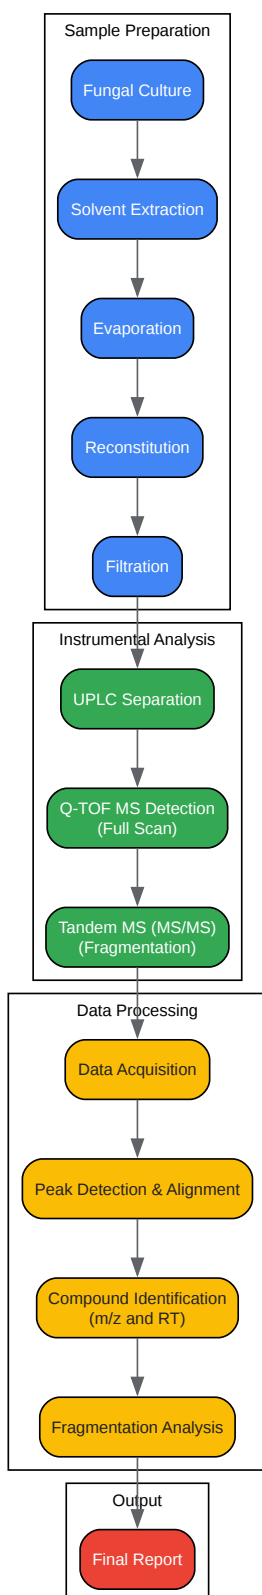 Sample Preparation
Fungal Culture
Solvent Extraction
Evaporation
Reconstitution
Filtration
Instrumental Analysis
UPLC Separation
Q-TOF MS Detection
(Full Scan)
Tandem MS (MS/MS)
(Fragmentation)
Data Processing
Data Acquisition
Peak Detection & Alignment
Compound Identification
(m/z and RT)
Fragmentation Analysis
Output
Final Report